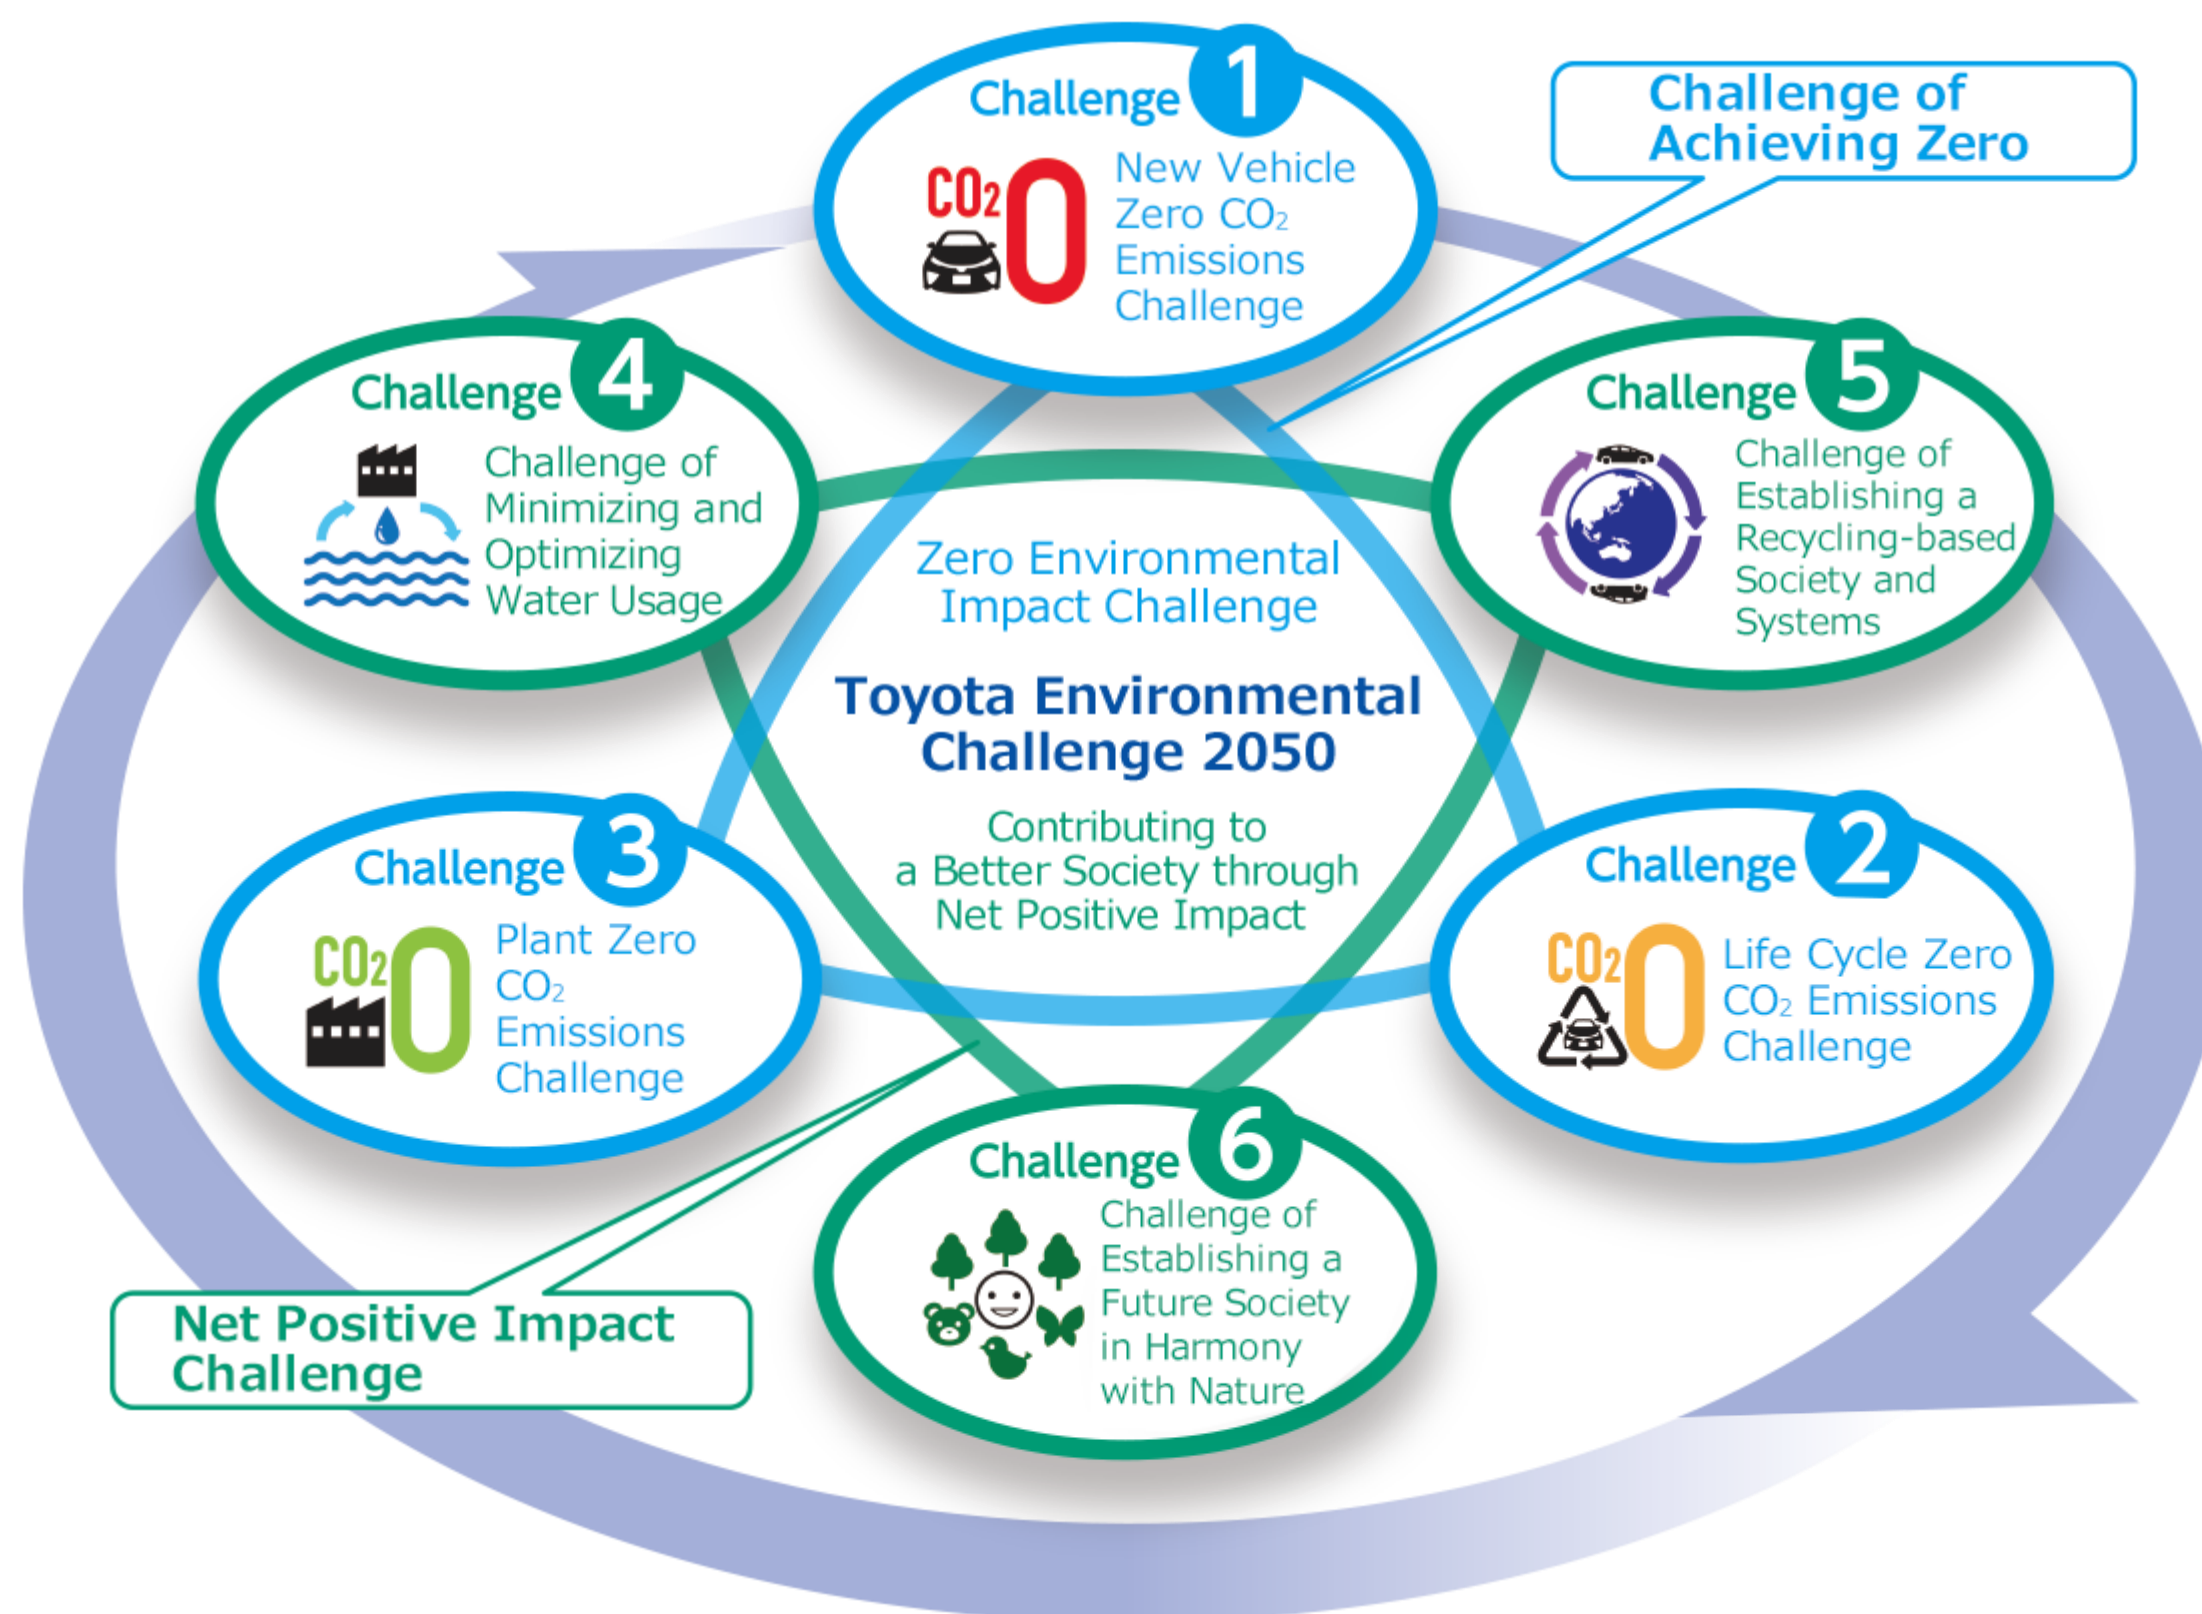 Challenge 1
CO₂ 0
New Vehicle
Zero CO₂
Emissions
Challenge
Challenge of
Achieving Zero
Challenge 4
Challenge of
Minimizing and
Optimizing
Water Usage
Challenge 5
Challenge of
Establishing a
Recycling-based
Society and
Systems
Zero Environmental
Impact Challenge
Toyota Environmental
Challenge 2050
Contributing to
a Better Society through
Net Positive Impact
Challenge 3
CO₂ 0
Plant Zero
CO₂
Emissions
Challenge
Challenge 2
CO₂ 0
Life Cycle Zero
CO₂ Emissions
Challenge
Challenge 6
Challenge of
Establishing a
Future Society
in Harmony
with Nature
Net Positive Impact
Challenge